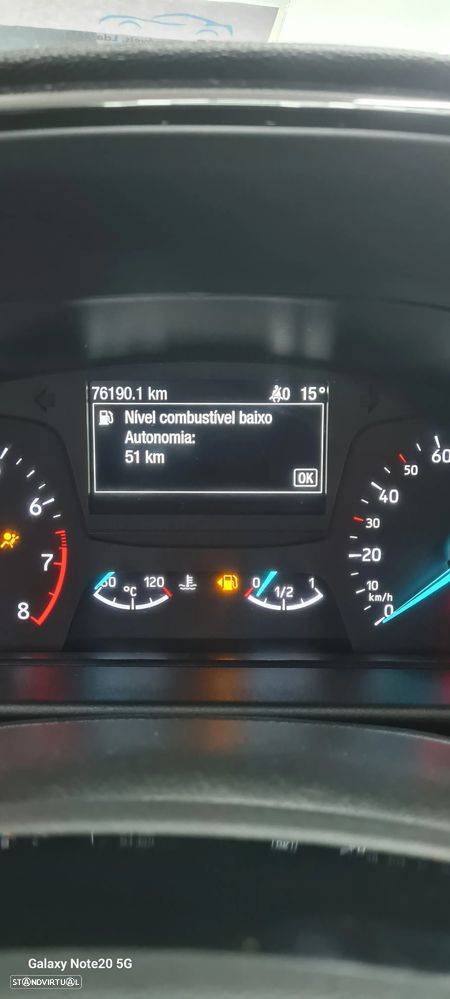 76190.1 km 0 15°
Nível combustível baixo
Autonomia:
51 km
OK
6
7
8
60 °C 120
0 1/2 1
60
50
40
30
20
10
km/h
0
Galaxy Note20 5G
STANDVIRTUAL